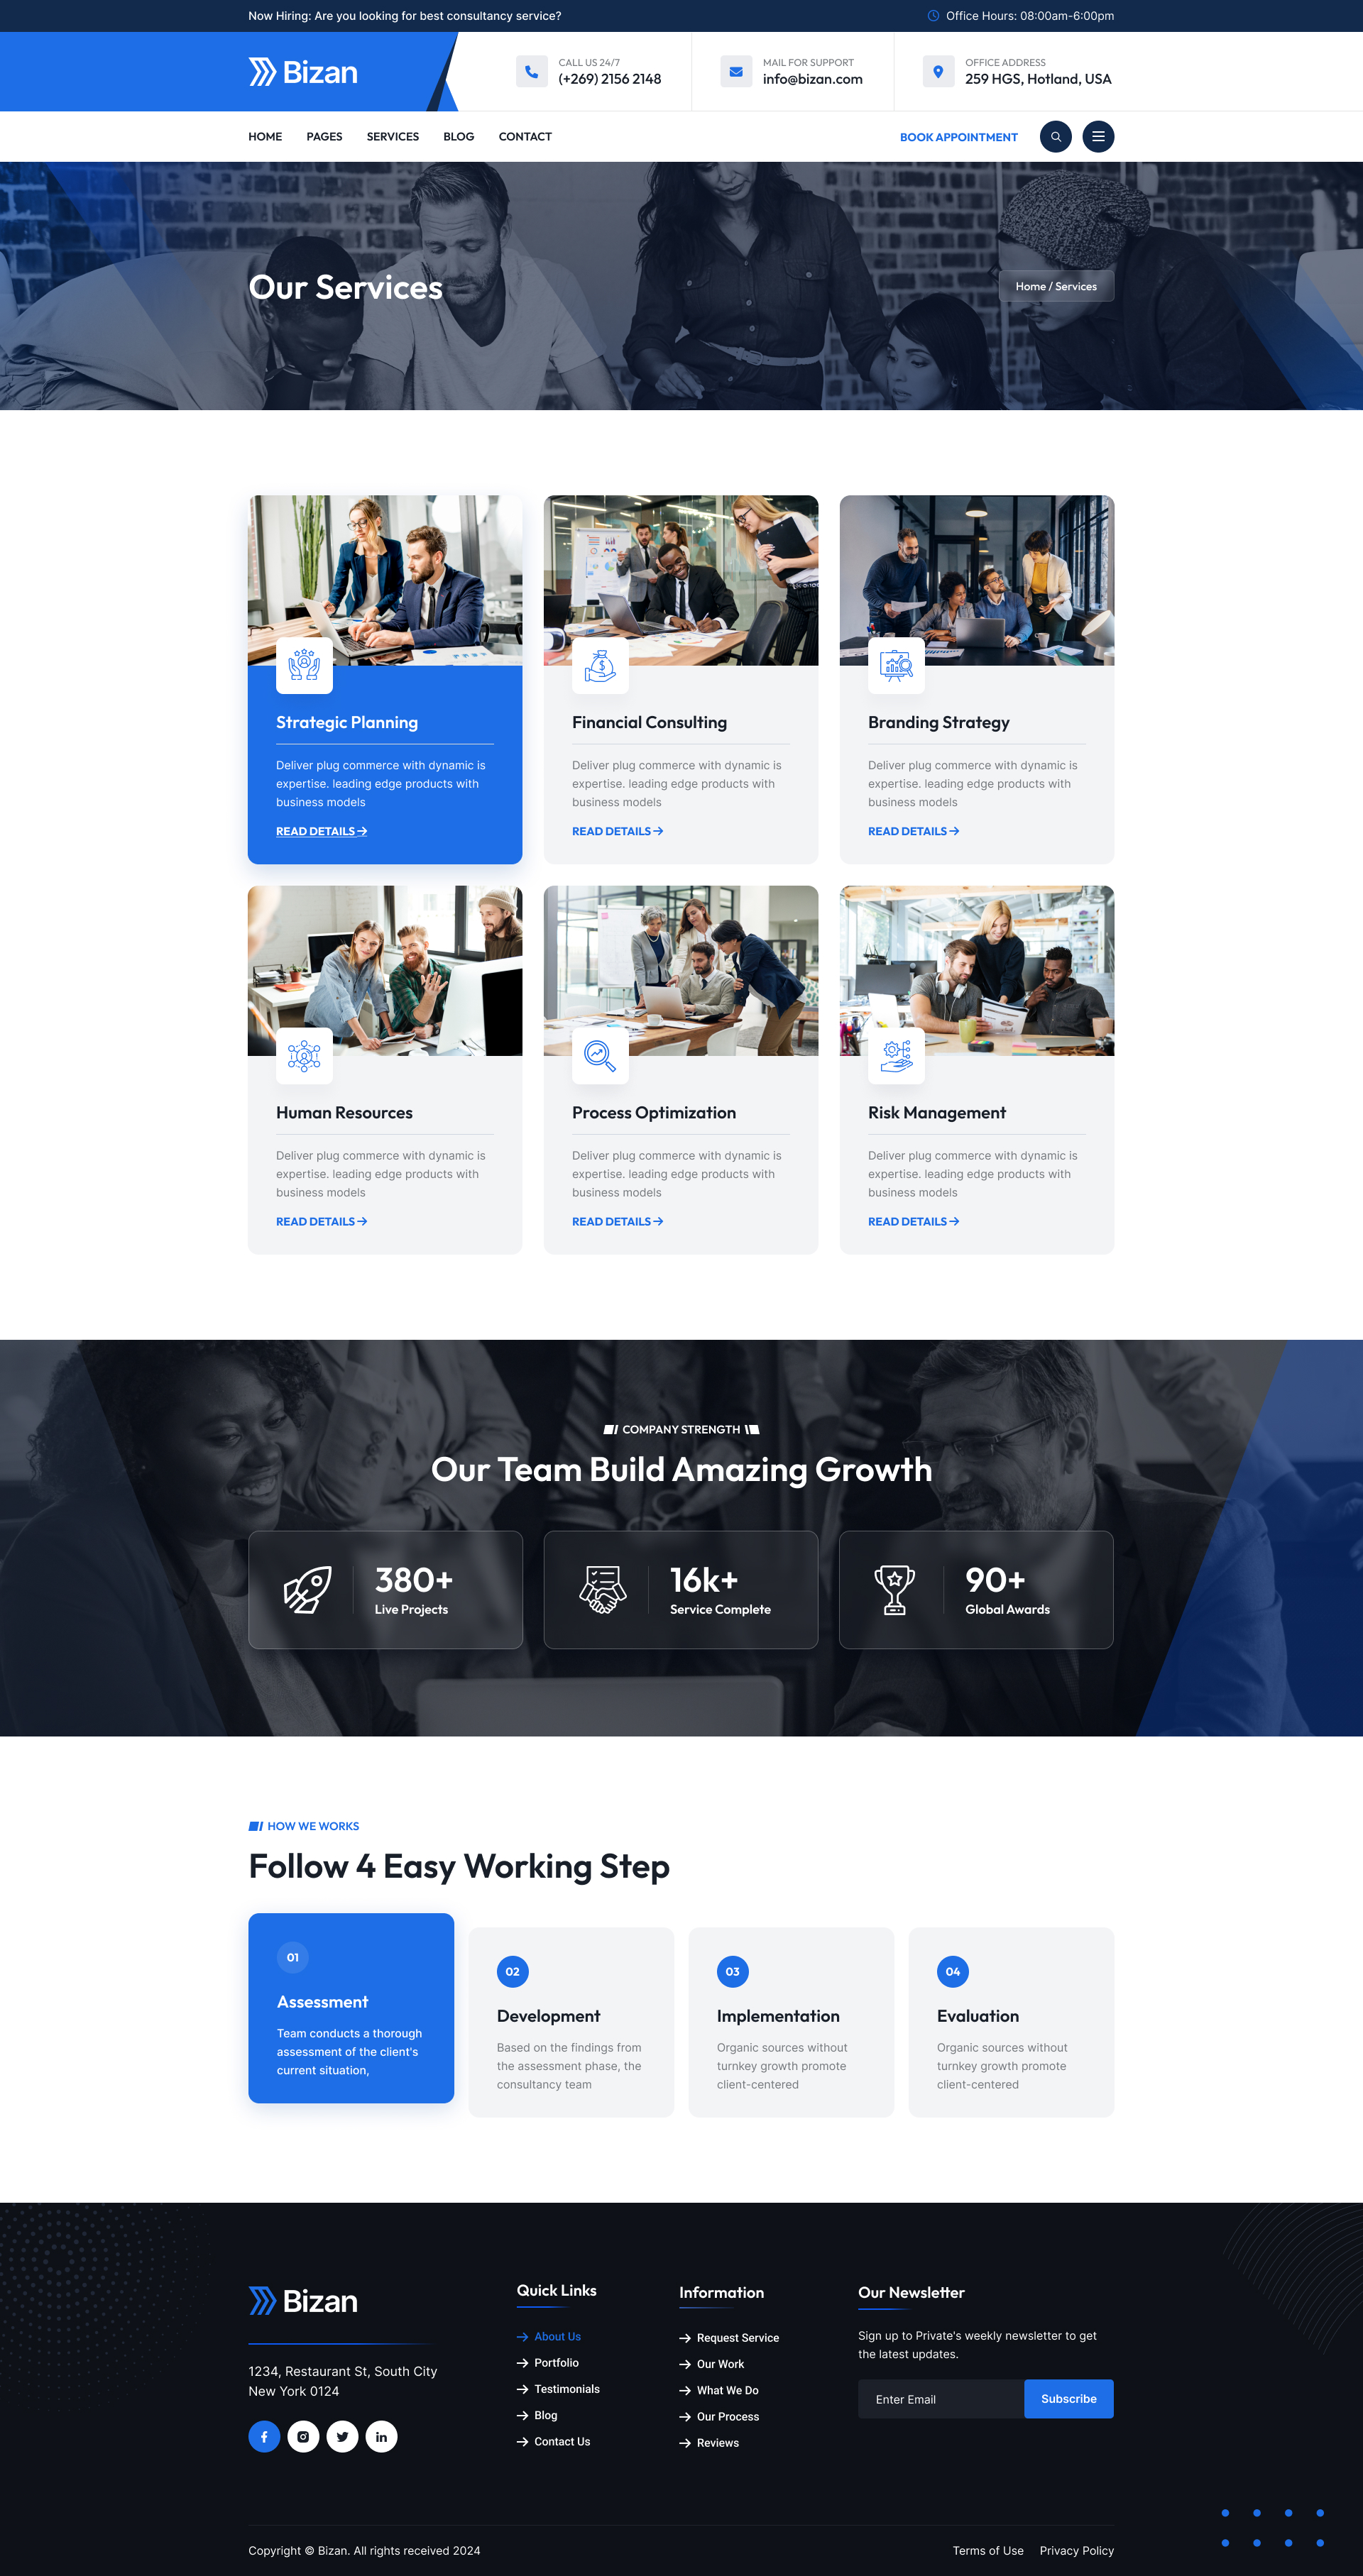 Now Hiring: Are you looking for best consultancy service?
Office Hours: 08:00am-6:00pm
Bizan
CALL US 24/7
(+269) 2156 2148
MAIL FOR SUPPORT
info@bizan.com
OFFICE ADDRESS
259 HGS, Hotland, USA
HOME PAGES SERVICES BLOG CONTACT
BOOK APPOINTMENT
Our Services
Home / Services
Strategic Planning
Deliver plug commerce with dynamic is
expertise. leading edge products with
business models
READ DETAILS
Financial Consulting
Deliver plug commerce with dynamic is
expertise. leading edge products with
business models
READ DETAILS
Branding Strategy
Deliver plug commerce with dynamic is
expertise. leading edge products with
business models
READ DETAILS
Human Resources
Deliver plug commerce with dynamic is
expertise. leading edge products with
business models
READ DETAILS
Process Optimization
Deliver plug commerce with dynamic is
expertise. leading edge products with
business models
READ DETAILS
Risk Management
Deliver plug commerce with dynamic is
expertise. leading edge products with
business models
READ DETAILS
COMPANY STRENGTH
Our Team Build Amazing Growth
380+
Live Projects
16k+
Service Complete
90+
Global Awards
HOW WE WORKS
Follow 4 Easy Working Step
01
Assessment
Team conducts a thorough
assessment of the client's
current situation,
02
Development
Based on the findings from
the assessment phase, the
consultancy team
03
Implementation
Organic sources without
turnkey growth promote
client-centered
04
Evaluation
Organic sources without
turnkey growth promote
client-centered
Bizan
1234, Restaurant St, South City
New York 0124
Quick Links
About Us
Portfolio
Testimonials
Blog
Contact Us
Information
Request Service
Our Work
What We Do
Our Process
Reviews
Our Newsletter
Sign up to Private's weekly newsletter to get
the latest updates.
Enter Email
Subscribe
Copyright © Bizan. All rights received 2024
Terms of Use
Privacy Policy